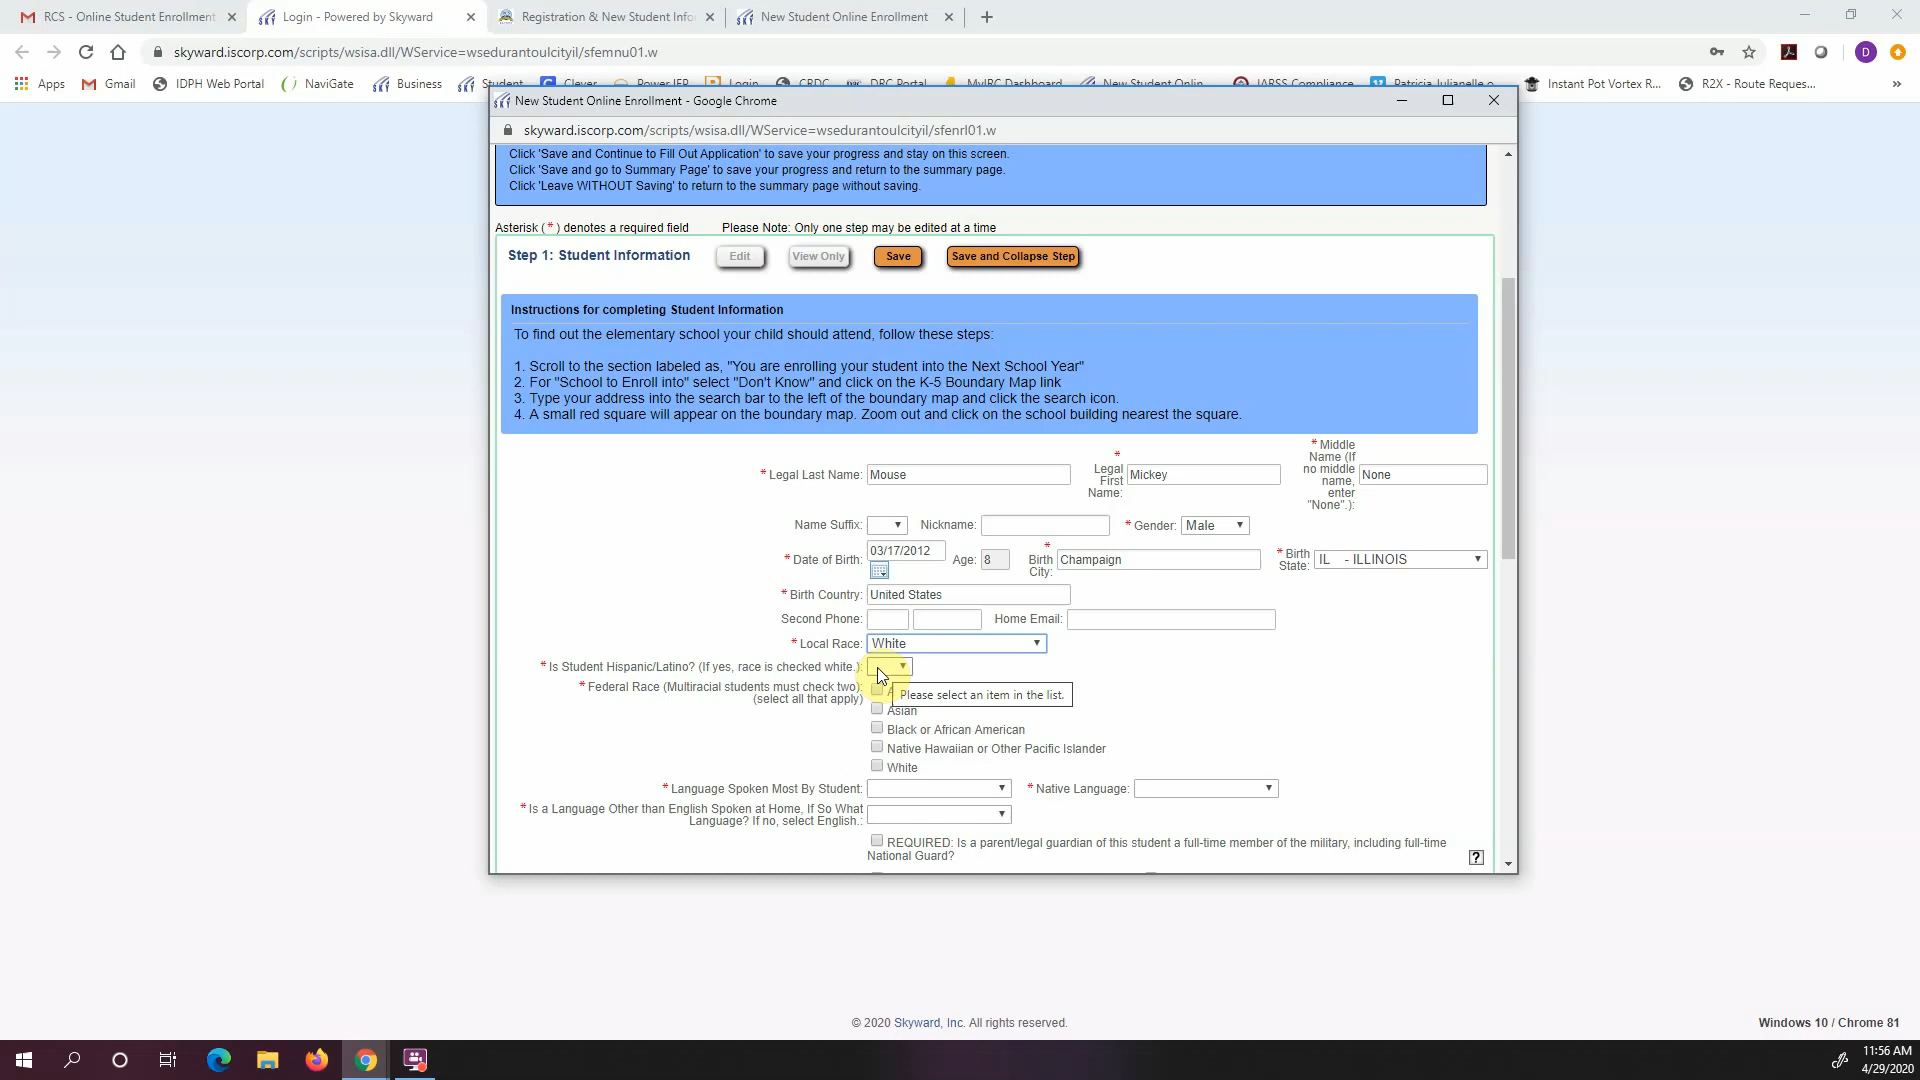 RCS - Online Student Enrollment
Login - Powered by Skyward
Registration & New Student Info
New Student Online Enrollment
skyward.iscorp.com/scripts/wsisa.dll/WService=wsedurantoulcityil/sfemnu01.w
D
Apps
Gmail
IDPH Web Portal
NaviGate
Business
Student
Clever
Power IEP
Login
CRDC
DRC Portal
MyIRC Dashboard
New Student Onlin
IARSS Compliance
Patricia Julianelle o
Instant Pot Vortex R...
R2X - Route Reques...
»
New Student Online Enrollment - Google Chrome
skyward.iscorp.com/scripts/wsisa.dll/WService=wsedurantoulcityil/sfenrl01.w
Click 'Save and Continue to Fill Out Application' to save your progress and stay on this screen.
Click 'Save and go to Summary Page' to save your progress and return to the summary page.
Click 'Leave WITHOUT Saving' to return to the summary page without saving.
Asterisk ( * ) denotes a required field Please Note: Only one step may be edited at a time
Step 1: Student Information Edit View Only Save Save and Collapse Step
Instructions for completing Student Information
To find out the elementary school your child should attend, follow these steps:
1. Scroll to the section labeled as, "You are enrolling your student into the Next School Year"
2. For "School to Enroll into" select "Don't Know" and click on the K-5 Boundary Map link
3. Type your address into the search bar to the left of the boundary map and click the search icon.
4. A small red square will appear on the boundary map. Zoom out and click on the school building nearest the square.
* Legal Last Name: Mouse
* Legal First Name: Mickey
* Middle Name (If no middle name, enter "None".): None
Name Suffix: Nickname: * Gender: Male
* Date of Birth: 03/17/2012 Age: 8 * Birth City: Champaign * Birth State: IL - ILLINOIS
* Birth Country: United States
Second Phone: Home Email:
* Local Race: White
* Is Student Hispanic/Latino? (If yes, race is checked white.):
* Federal Race (Multiracial students must check two):
(select all that apply)
A
Please select an item in the list.
Asian
Black or African American
Native Hawaiian or Other Pacific Islander
White
* Language Spoken Most By Student: * Native Language:
* Is a Language Other than English Spoken at Home, If So What
Language? If no, select English.:
REQUIRED: Is a parent/legal guardian of this student a full-time member of the military, including full-time
National Guard?
?
© 2020 Skyward, Inc. All rights reserved.
Windows 10 / Chrome 81
11:56 AM
4/29/2020